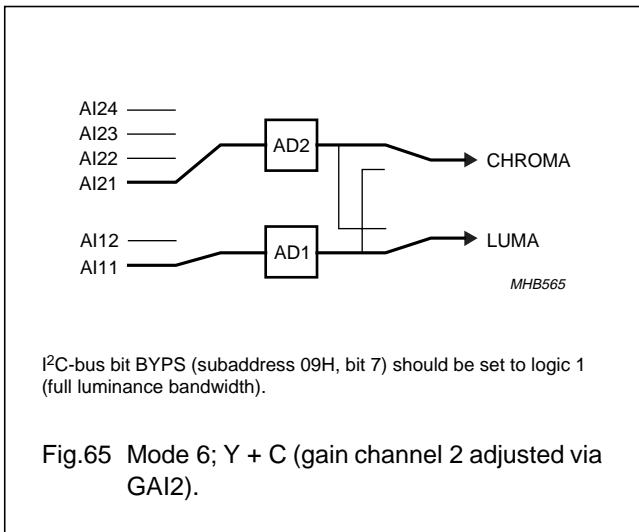 AI24
AI23
AI22
AI21
AD2
CHROMA
AI12
AI11
AD1
LUMA
MHB565
I²C-bus bit BYPS (subaddress 09H, bit 7) should be set to logic 1
(full luminance bandwidth).
Fig.65 Mode 6; Y + C (gain channel 2 adjusted via
GAI2).